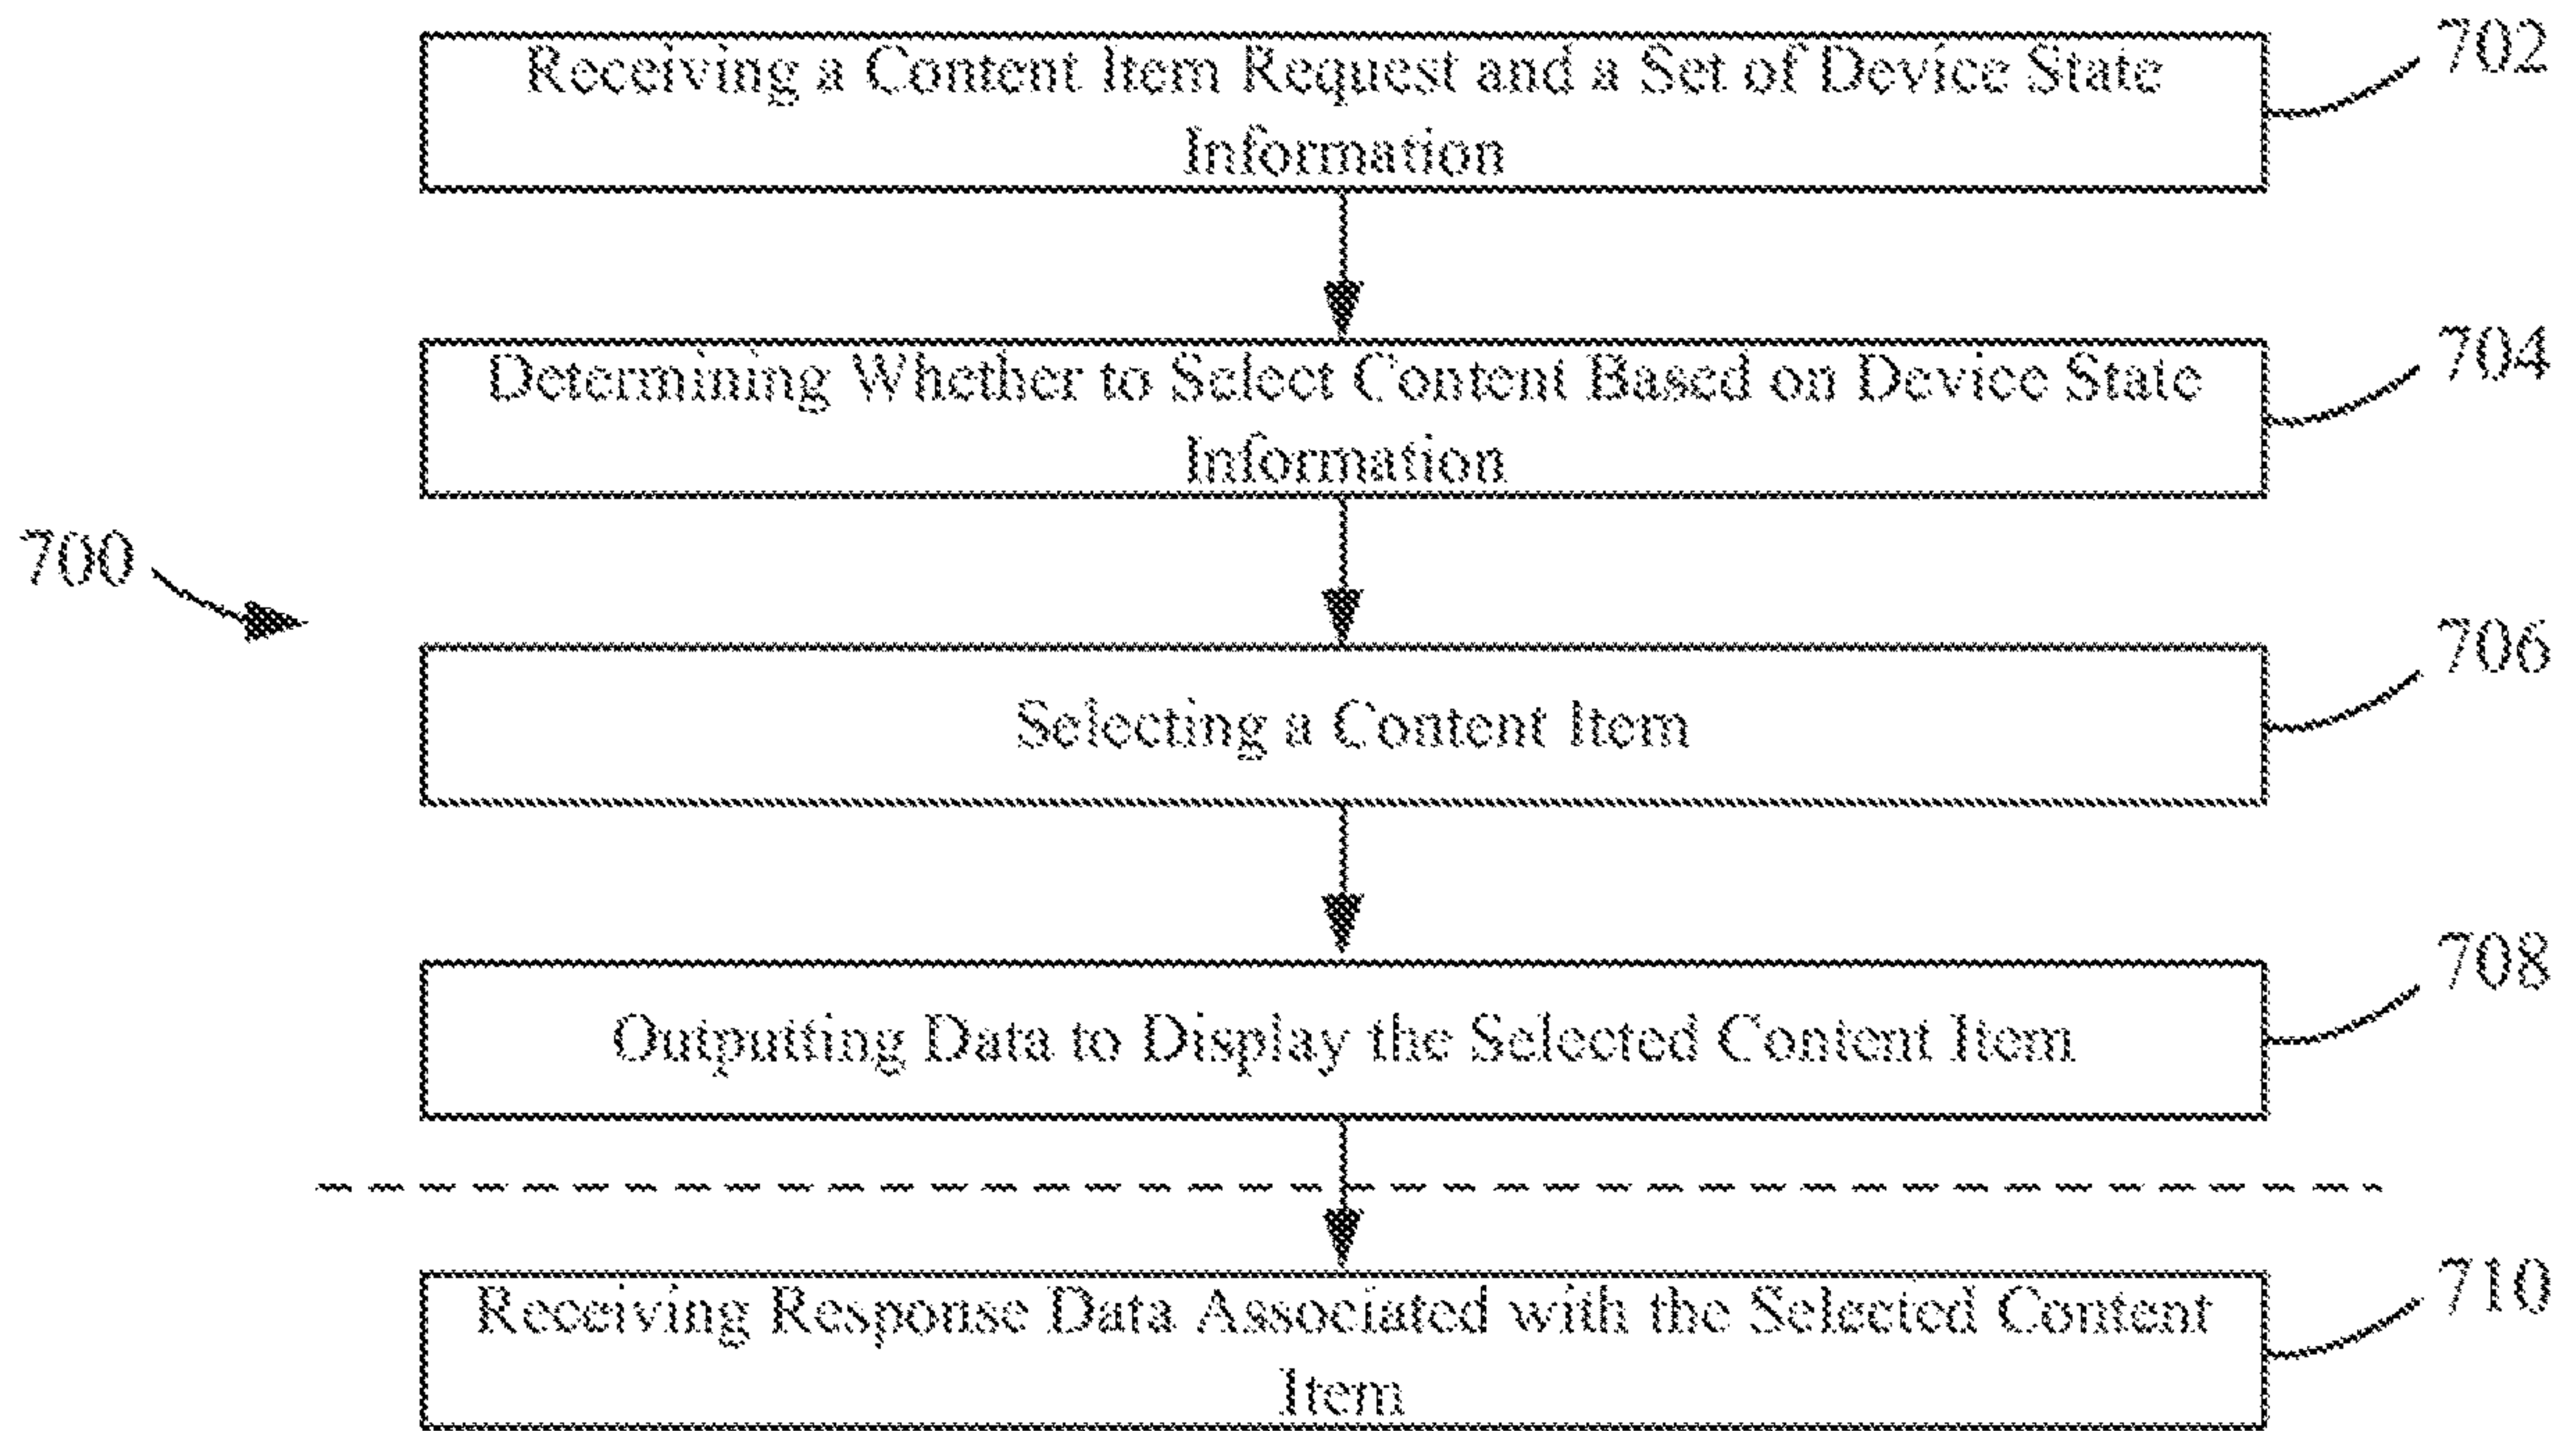 Receiving a Content Item Request and a Set of Device State
Information
702
Determining Whether to Select Content Based on Device State
Information
704
700
Selecting a Content Item
706
Outputting Data to Display the Selected Content Item
708
Receiving Response Data Associated with the Selected Content
Item
710